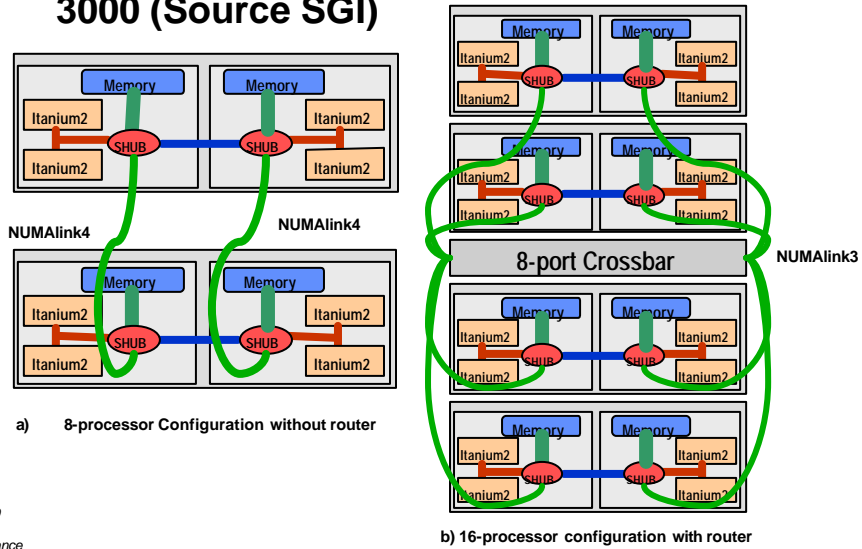 3000 (Source SGI)
Memory
Memory
Itanium2
Itanium2
SHUB
SHUB
Itanium2
Itanium2
NUMAlink4
NUMAlink4
Memory
Memory
Itanium2
Itanium2
SHUB
SHUB
Itanium2
Itanium2
a) 8-processor Configuration without router
Memory
Memory
Itanium2
Itanium2
SHUB
SHUB
Itanium2
Itanium2
Memory
Memory
Itanium2
Itanium2
SHUB
SHUB
Itanium2
Itanium2
8-port Crossbar
NUMAlink3
Memory
Memory
Itanium2
Itanium2
SHUB
SHUB
Itanium2
Itanium2
Memory
Memory
Itanium2
Itanium2
SHUB
SHUB
Itanium2
Itanium2
b) 16-processor configuration with router